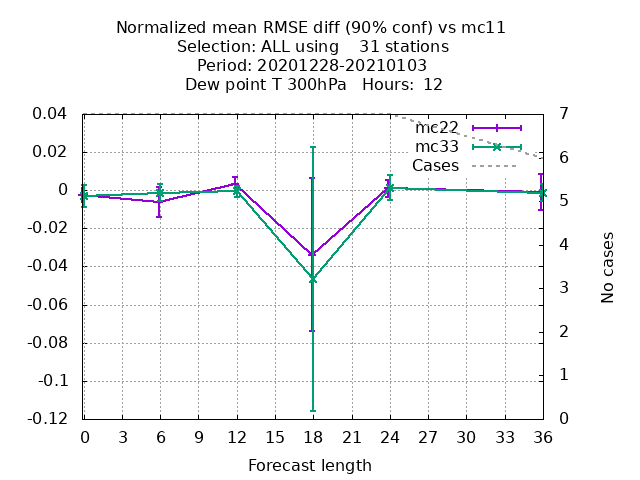 Normalized mean RMSE diff (90% conf) vs mc11
Selection: ALL using    31 stations
Period: 20201228-20210103
Dew point T 300hPa   Hours:  12
mc22
mc33
Cases
0.04
0.02
0
-0.02
-0.04
-0.06
-0.08
-0.1
-0.12
7
6
5
4
3
2
1
0
No cases
0 3 6 9 12 15 18 21 24 27 30 33 36
Forecast length